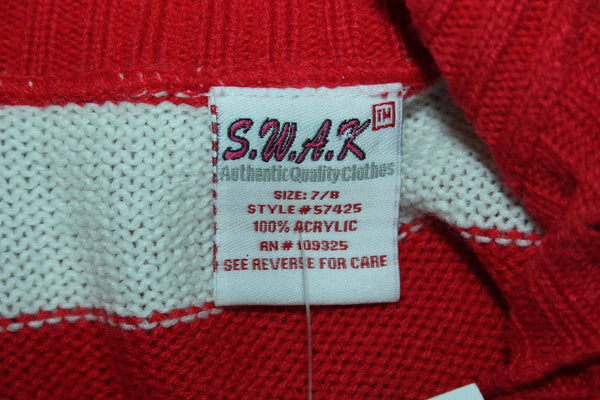 S.W.A.K TM
Authentic Quality Clothes
SIZE: 7/8
STYLE # 57425
100% ACRYLIC
RN # 109325
SEE REVERSE FOR CARE